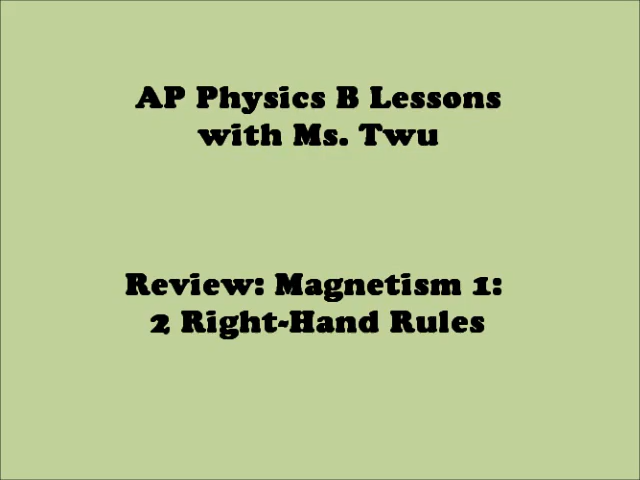 AP Physics B Lessons
with Ms. Twu
Review: Magnetism 1:
2 Right-Hand Rules